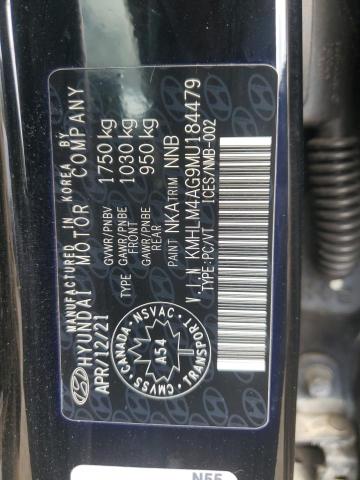 MANUFACTURED IN KOREA BY
HYUNDAI MOTOR COMPANY
APR/12/21
TYPE GVWR/PNBV 1750 kg
GAWR/PNBE FRONT 1030 kg
GAWR/PNBE REAR 950 kg
PAINT NKA TRIM NNB
V I N KMHLM4AG9MU184479
TYPE:PC/VT ICES/NMB-002
CANADA · NSVAC
CMVSS TRANSPORT
A54
N55